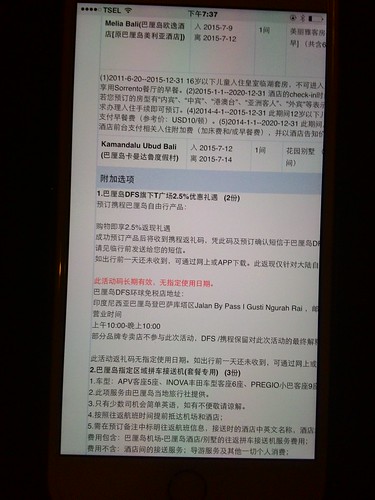 TSEL 下午7:37
Melia Bali(巴厘岛欧逸酒店[原巴厘岛美利亚酒店])
入 2015-7-9
离 2015-7-12
1间
美丽雅客房
早] (共含6
(1)2011-6-20--2015-12-31 16岁以下儿童入住皇室临湖套房，不可进入
享用Sorrento餐厅的早餐。(2)2015-1-1--2020-12-31 酒店的check-in时
若您预订的房型有"内宾"、"中宾"、"港澳台"、"亚洲客人"、"外宾"等表示
求办理入住手续即可预订。(4)2014-4-1--2015-12-31 此期间12岁以下
支付早餐费（参考价：USD10/顿）。(5)2014-1-1--2020-12-31 此期间
酒店前台支付相关入住附加费（加床费和/或早餐费），并以酒店告知价
Kamandalu Ubud Bali
(巴厘岛卡曼达鲁度假村)
入 2015-7-12
离 2015-7-14
1间
花园别墅（
间）
附加选项
1.巴厘岛DFS旗下T广场2.5%优惠礼遇 (2份)
预订携程巴厘岛自由行产品：
购物即享2.5%返现礼遇
成功预订产品后将收到携程返礼码，凭此码及预订确认短信于巴厘岛DF
请见临行前发送给您的短信。
如出行前一天还未收到，可通过网上或APP下载。此返现仅针对大陆自
此活动码长期有效，无指定使用日期。
巴厘岛DFS环球免税店地址：
印度尼西亚巴厘岛登巴萨库塔区Jalan By Pass I Gusti Ngurah Rai ，邮
营业时间
上午10:00-晚上10:00
部分品牌专卖店不参与此次活动，DFS /携程保留对此次活动的最终解释
此活动返礼码无指定使用日期。如出行前一天还未收到，可通过网上或
2.巴厘岛指定区域拼车接送机(套餐专用) (3份)
1.车型：APV客座5座、INOVA丰田车型客座6座、PREGIO小巴客座9座
2.此项服务由巴厘岛当地旅行社提供。
3.只有少数司机会简单英语，如有不便敬请谅解。
4.按照往返航班时间提前抵达机场和酒店；
5.需在预订备注中标明往返航班信息、接送时的酒店中英文名称，酒店
费用包含：巴厘岛机场-巴厘岛酒店/别墅的往返拼车接送机服务费用；
费用不含：酒店间的接送服务；导游服务及其他一切个人消费；